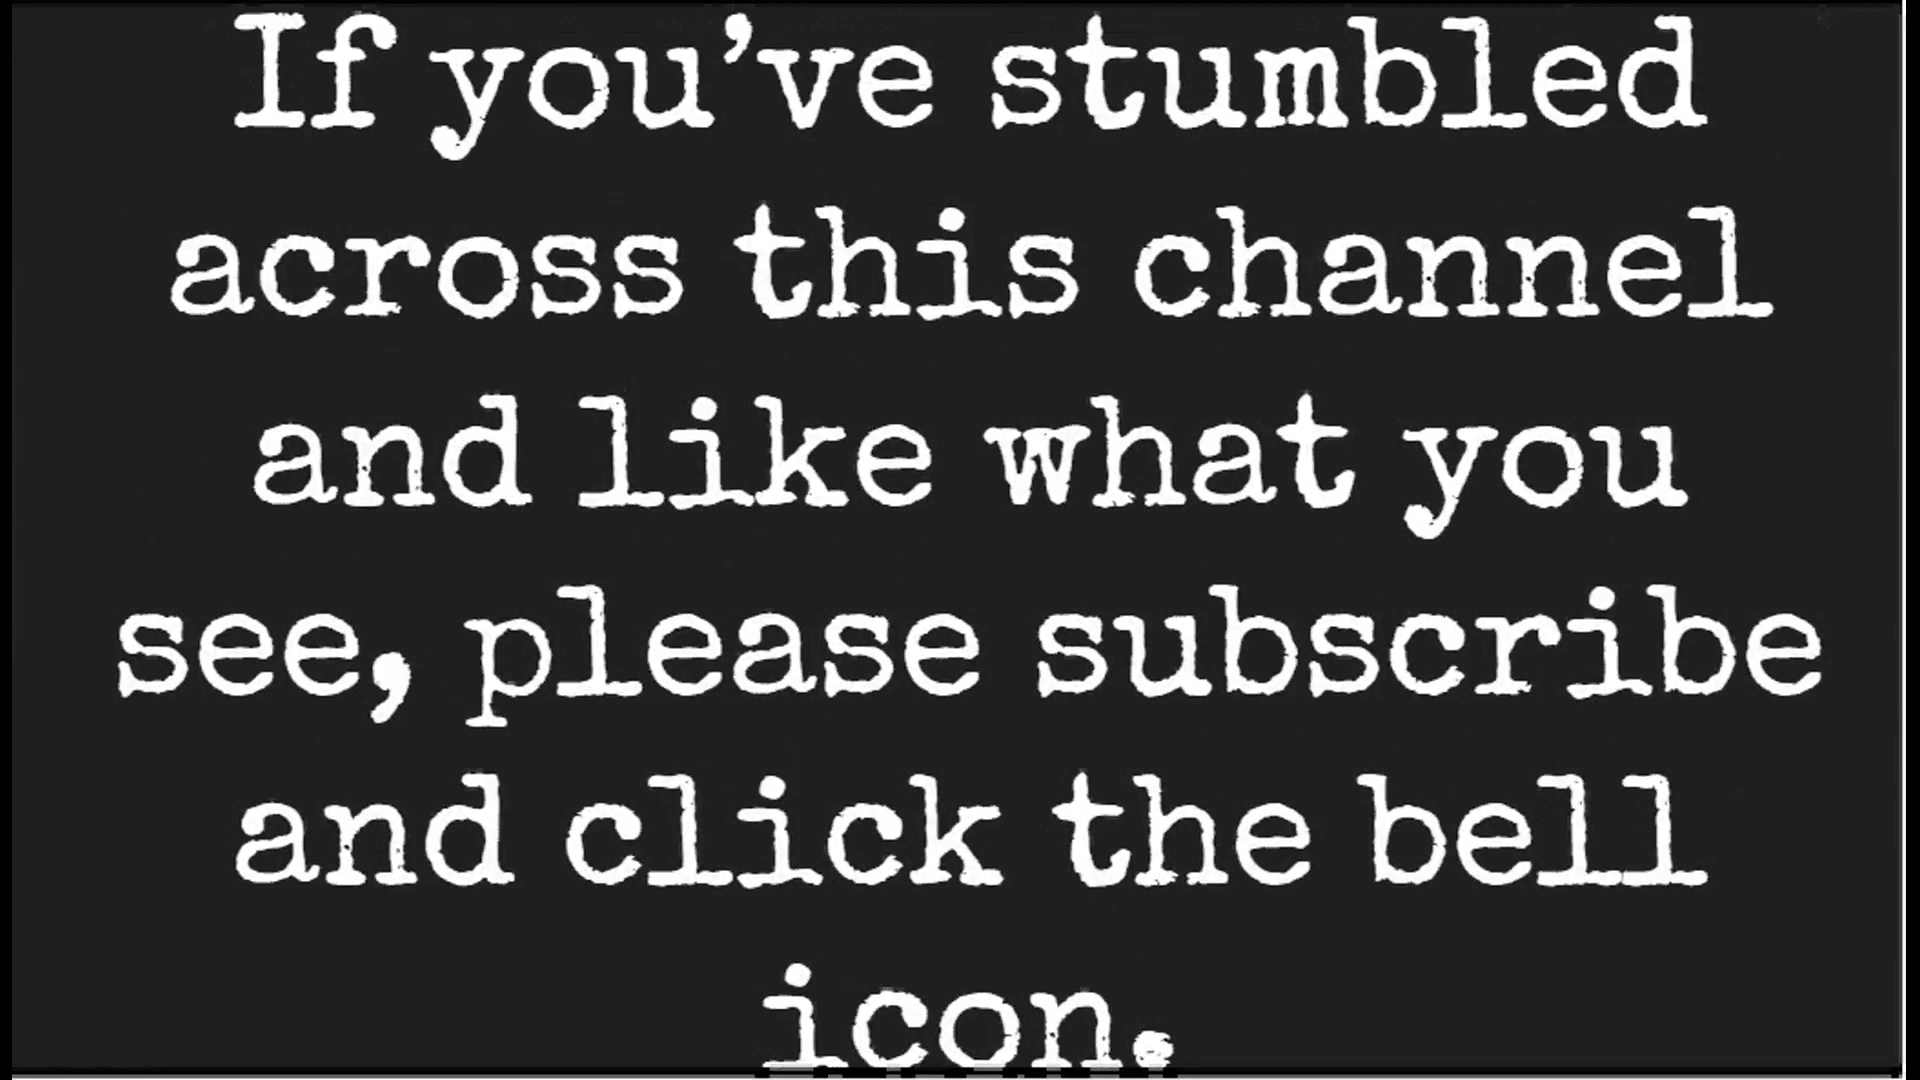 If you’ve stumbled
across this channel
and like what you
see, please subscribe
and click the bell
icon.